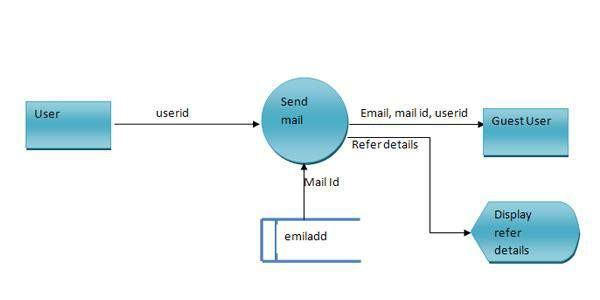 User
userid
Send
mail
Email, mail id, userid
Guest User
Refer details
Mail Id
emiladd
Display
refer
details